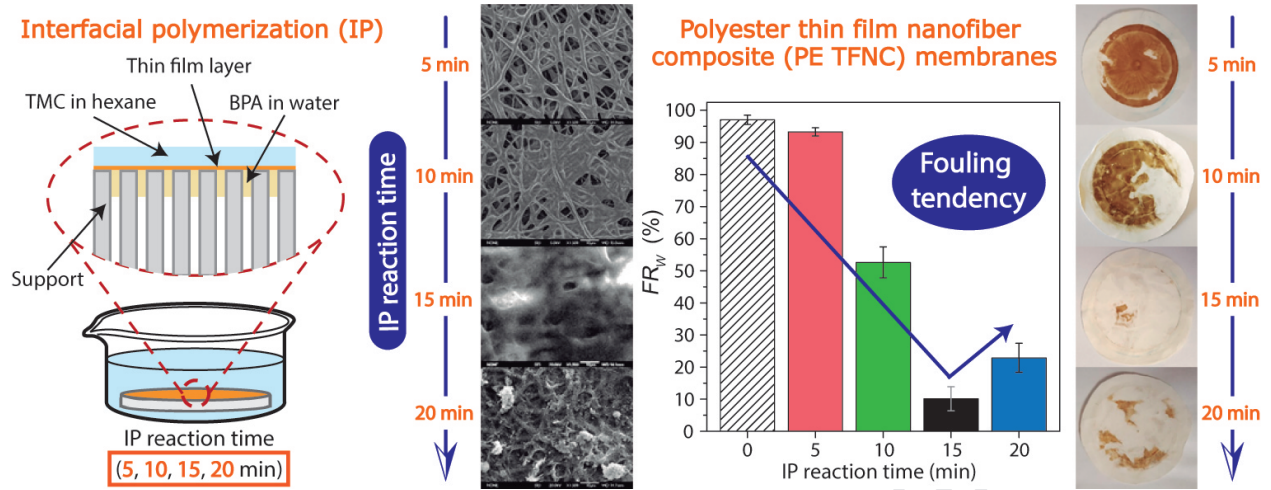 Interfacial polymerization (IP)
Thin film layer
TMC in hexane
BPA in water
Support
IP reaction time
(5, 10, 15, 20 min)
IP reaction time
5 min
10 min
15 min
20 min
Polyester thin film nanofiber
composite (PE TFNC) membranes
FRw (%)
100
90
80
70
60
50
40
30
20
10
0
0 5 10 15 20
IP reaction time (min)
Fouling
tendency
5 min
10 min
15 min
20 min